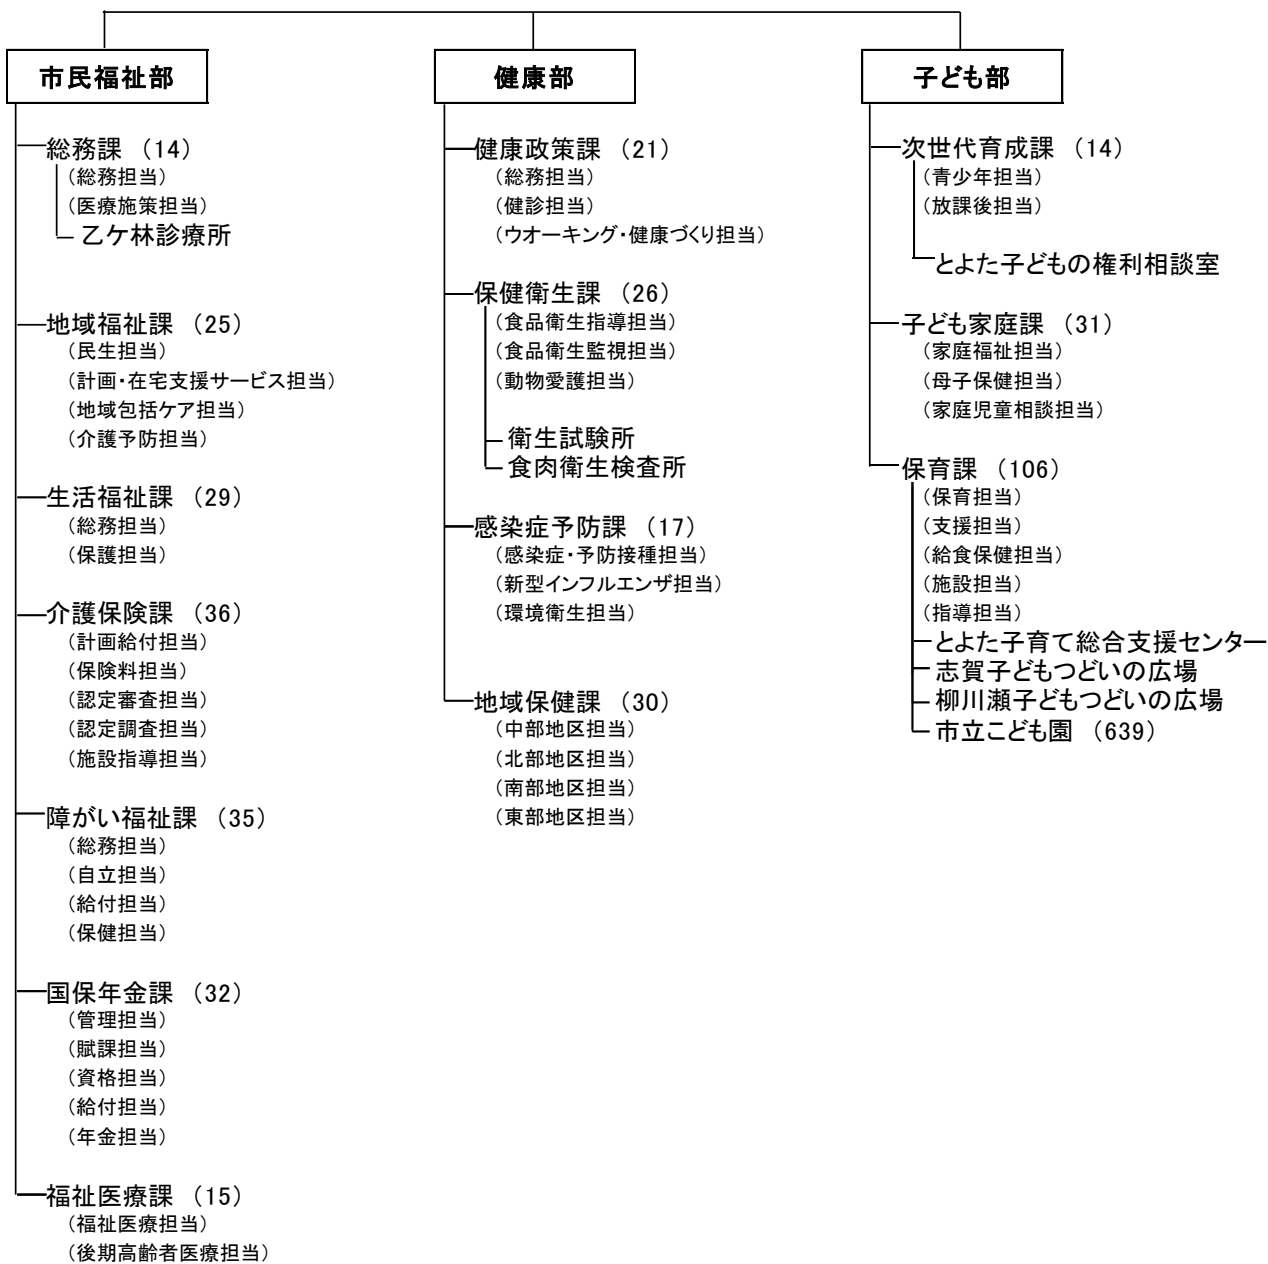 市民福祉部
総務課 （14）
（総務担当）
（医療施策担当）
乙ケ林診療所
地域福祉課 （25）
（民生担当）
（計画・在宅支援サービス担当）
（地域包括ケア担当）
（介護予防担当）
生活福祉課 （29）
（総務担当）
（保護担当）
介護保険課 （36）
（計画給付担当）
（保険料担当）
（認定審査担当）
（認定調査担当）
（施設指導担当）
障がい福祉課 （35）
（総務担当）
（自立担当）
（給付担当）
（保健担当）
国保年金課 （32）
（管理担当）
（賦課担当）
（資格担当）
（給付担当）
（年金担当）
福祉医療課 （15）
（福祉医療担当）
（後期高齢者医療担当）
健康部
健康政策課 （21）
（総務担当）
（健診担当）
（ウオーキング・健康づくり担当）
保健衛生課 （26）
（食品衛生指導担当）
（食品衛生監視担当）
（動物愛護担当）
衛生試験所
食肉衛生検査所
感染症予防課 （17）
（感染症・予防接種担当）
（新型インフルエンザ担当）
（環境衛生担当）
地域保健課 （30）
（中部地区担当）
（北部地区担当）
（南部地区担当）
（東部地区担当）
子ども部
次世代育成課 （14）
（青少年担当）
（放課後担当）
とよた子どもの権利相談室
子ども家庭課 （31）
（家庭福祉担当）
（母子保健担当）
（家庭児童相談担当）
保育課 （106）
（保育担当）
（支援担当）
（給食保健担当）
（施設担当）
（指導担当）
とよた子育て総合支援センター
志賀子どもつどいの広場
柳川瀬子どもつどいの広場
市立こども園 （639）